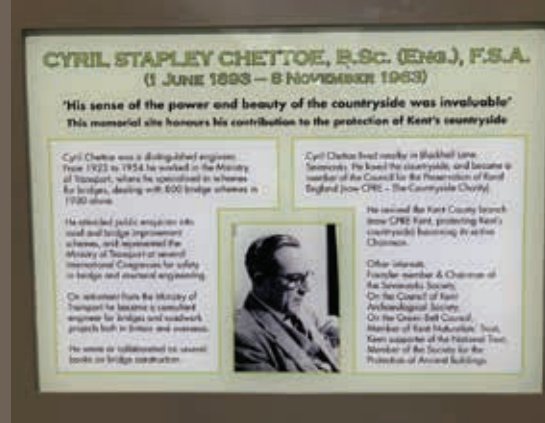 CYRIL STAPLEY CHETTOE, B.Sc. (Eng.), F.S.A.
(1 June 1893 – 8 November 1963)
'His sense of the power and beauty of the countryside was invaluable'
This memorial site honours his contribution to the protection of Kent's countryside
Cyril Chettoe was a distinguished engineer.
From 1923 to 1954 he worked in the Ministry
of Transport, where he specialised in schemes
for bridges, dealing with 800 bridge schemes in
1930 alone.
He attended public enquiries into
road and bridge improvement
schemes, and represented the
Ministry of Transport at several
International Congresses for safety
in bridge and structural engineering.
On retirement from the Ministry of
Transport he became a consultant
engineer for bridges and roadwork
projects both in Britain and overseas.
He wrote or collaborated on several
books on bridge construction.
Cyril Chettoe lived nearby in Blackhall Lane,
Sevenoaks. He loved the countryside, and became a
member of the Council for the Preservation of Rural
England (now CPRE – The Countryside Charity).
He revived the Kent County branch
(now CPRE Kent, protecting Kent's
countryside) becoming its active
Chairman.
Other interests:
Founder member & Chairman of
the Sevenoaks Society,
On the Council of Kent
Archaeological Society,
On the Green Belt Council,
Member of Kent Naturalists' Trust,
Keen supporter of the National Trust,
Member of the Society for the
Protection of Ancient Buildings.